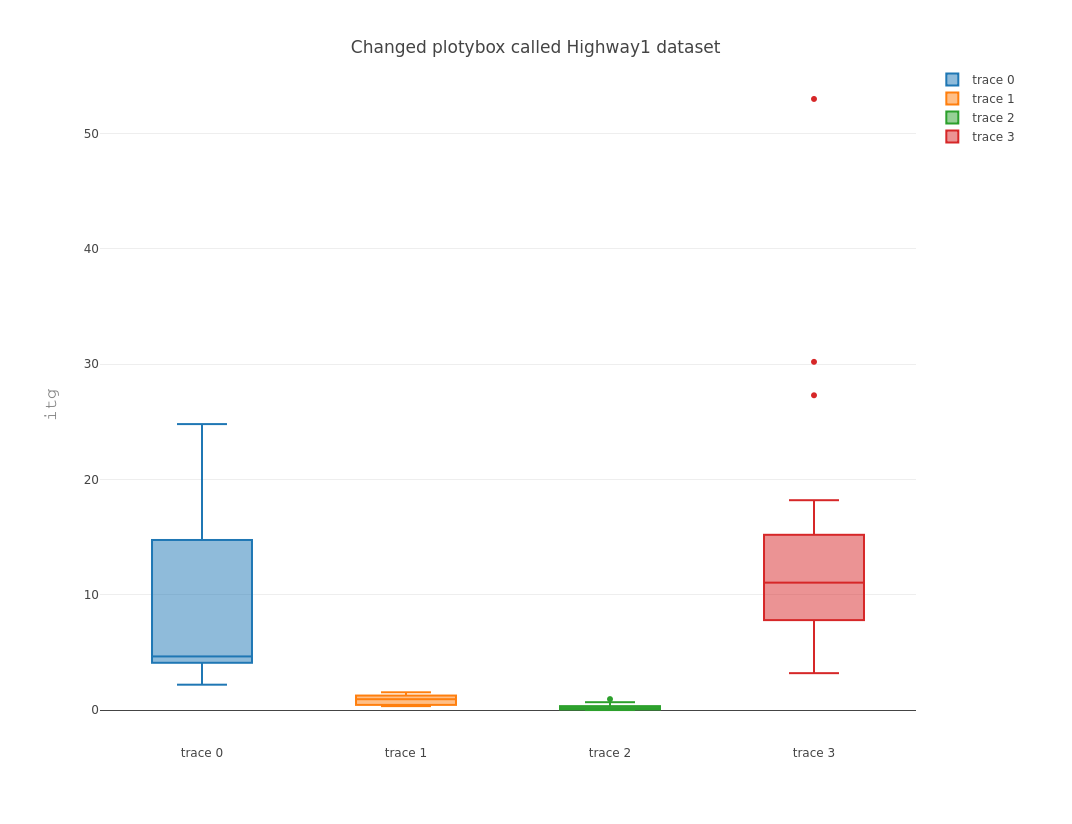 Changed plotybox called Highway1 dataset
trace 0
trace 1
trace 2
trace 3
50
40
30
20
10
0
itg
trace 0
trace 1
trace 2
trace 3